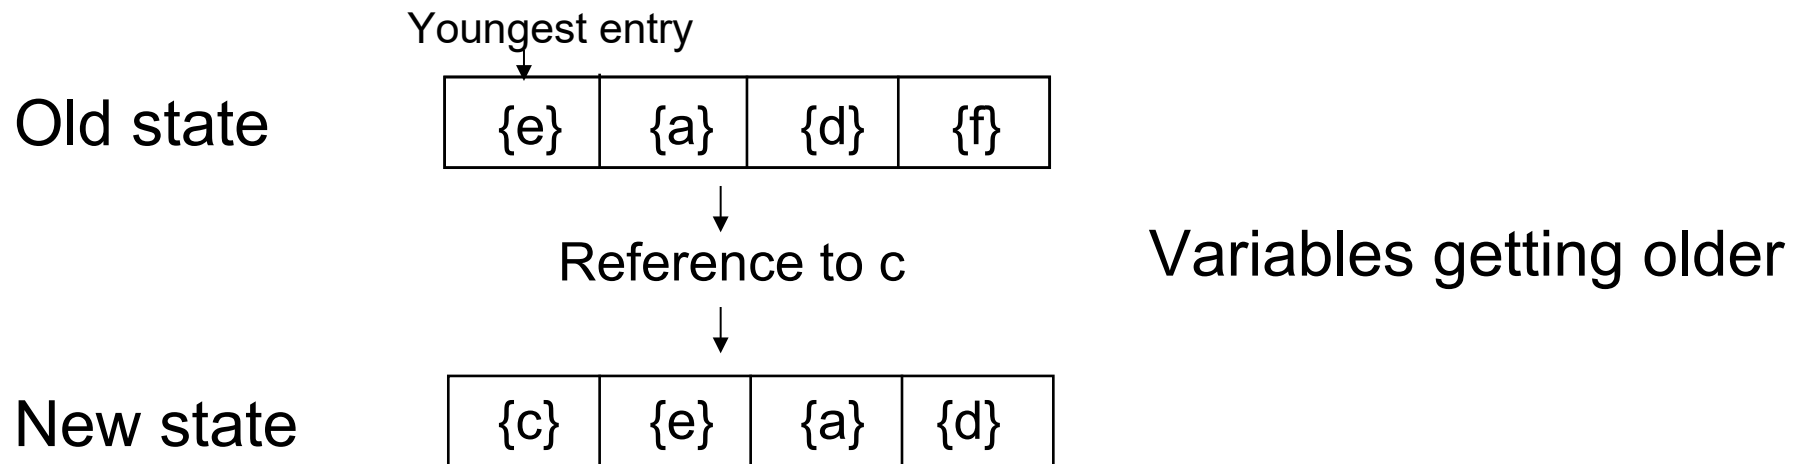 Youngest entry
Old state {e} {a} {d} {f}
Reference to c
Variables getting older
New state {c} {e} {a} {d}